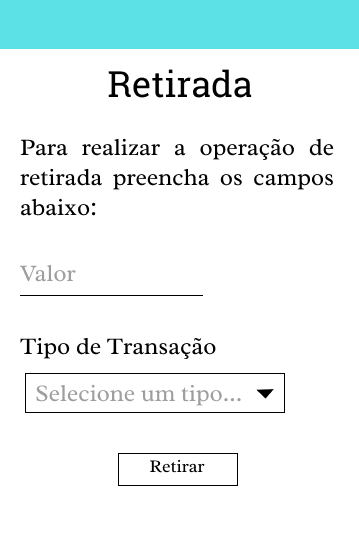 Retirada
Para realizar a operação de
retirada preencha os campos
abaixo:
Valor
Tipo de Transação
Selecione um tipo...
Retirar